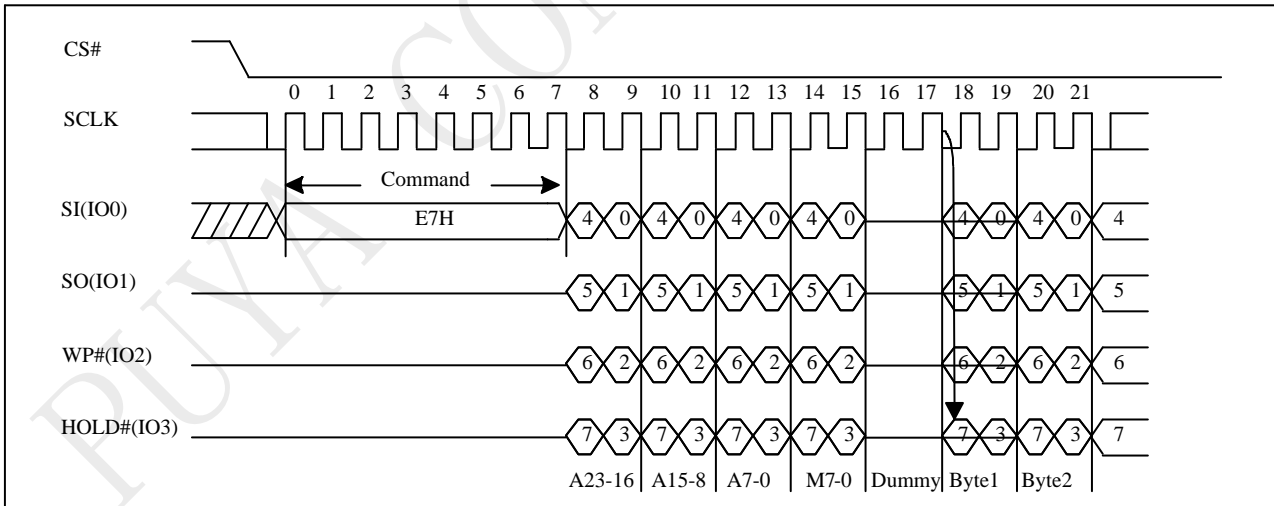 CS#
0 1 2 3 4 5 6 7 8 9 10 11 12 13 14 15 16 17 18 19 20 21
SCLK
Command
SI(IO0)
E7H 4 0 4 0 4 0 4 0 4 0 4 0 4
SO(IO1)
5 1 5 1 5 1 5 1 5 1 5 1 5
WP#(IO2)
6 2 6 2 6 2 6 2 6 2 6 2 6
HOLD#(IO3)
7 3 7 3 7 3 7 3 7 3 7 3 7
A23-16 A15-8 A7-0 M7-0 Dummy Byte1 Byte2
PUYA CON